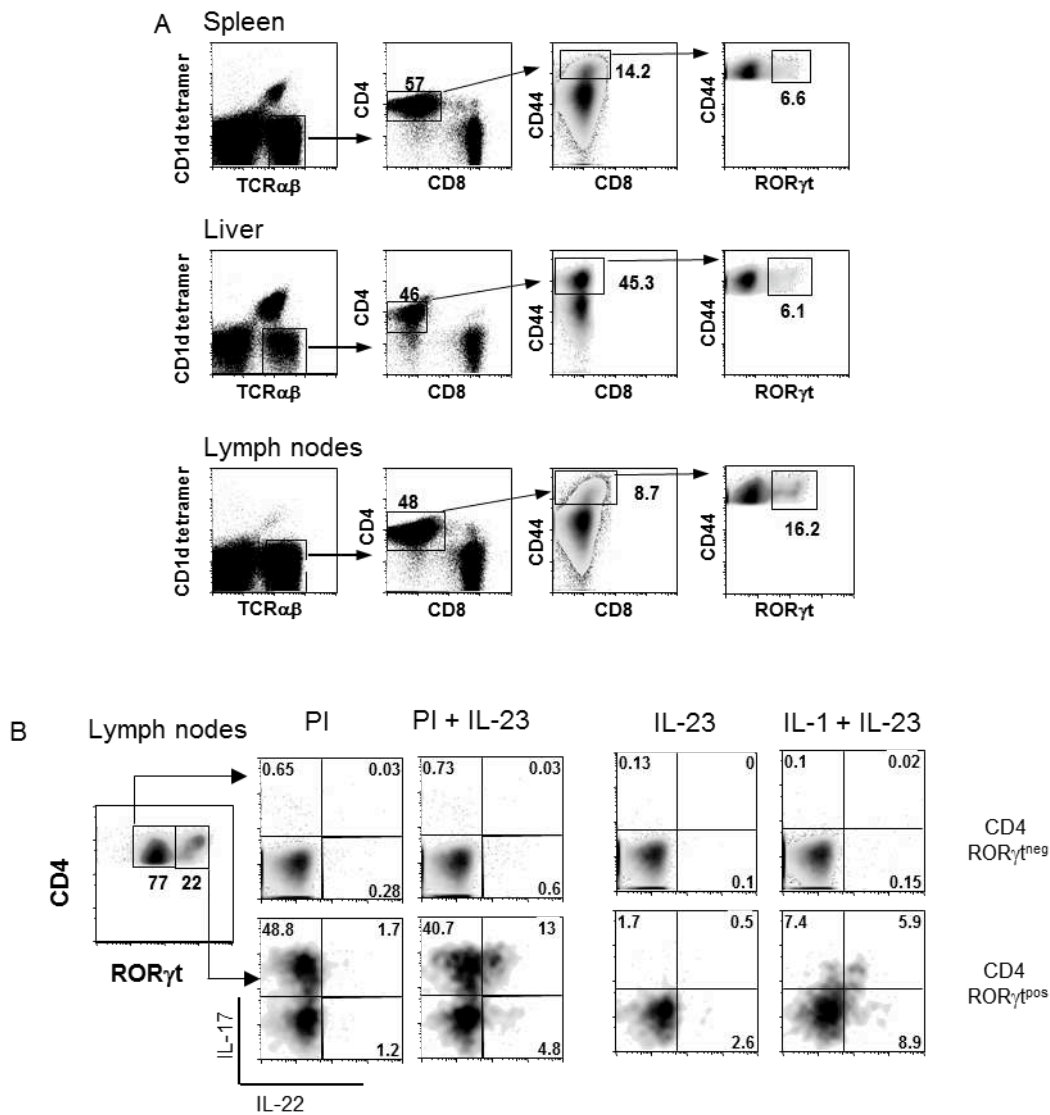 A Spleen
CD1d tetramer
TCRαβ
CD4
57
CD8
CD44
14.2
CD8
CD44
6.6
RORγt
Liver
CD1d tetramer
TCRαβ
CD4
46
CD8
CD44
45.3
CD8
CD44
6.1
RORγt
Lymph nodes
CD1d tetramer
TCRαβ
CD4
48
CD8
CD44
8.7
CD8
CD44
16.2
RORγt
B Lymph nodes
PI
PI + IL-23
IL-23
IL-1 + IL-23
CD4
77 22
RORγt
0.65 0.03
0.28
0.73 0.03
0.6
0.13 0
0.1
0.1 0.02
0.15
CD4
RORγt^neg
48.8 1.7
1.2
40.7 13
4.8
1.7 0.5
2.6
7.4 5.9
8.9
CD4
RORγt^pos
IL-17
IL-22